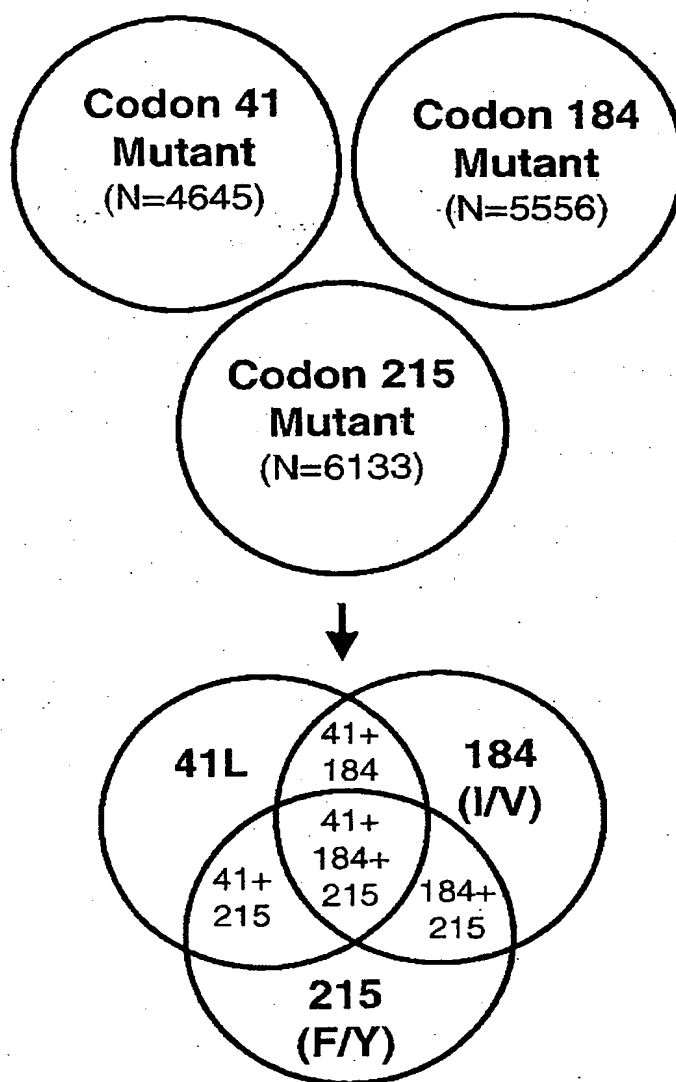 Codon 41
Mutant
(N=4645)
Codon 184
Mutant
(N=5556)
Codon 215
Mutant
(N=6133)
41L
41+
184
184
(I/V)
41+
184+
215
41+
215
184+
215
215
(F/Y)